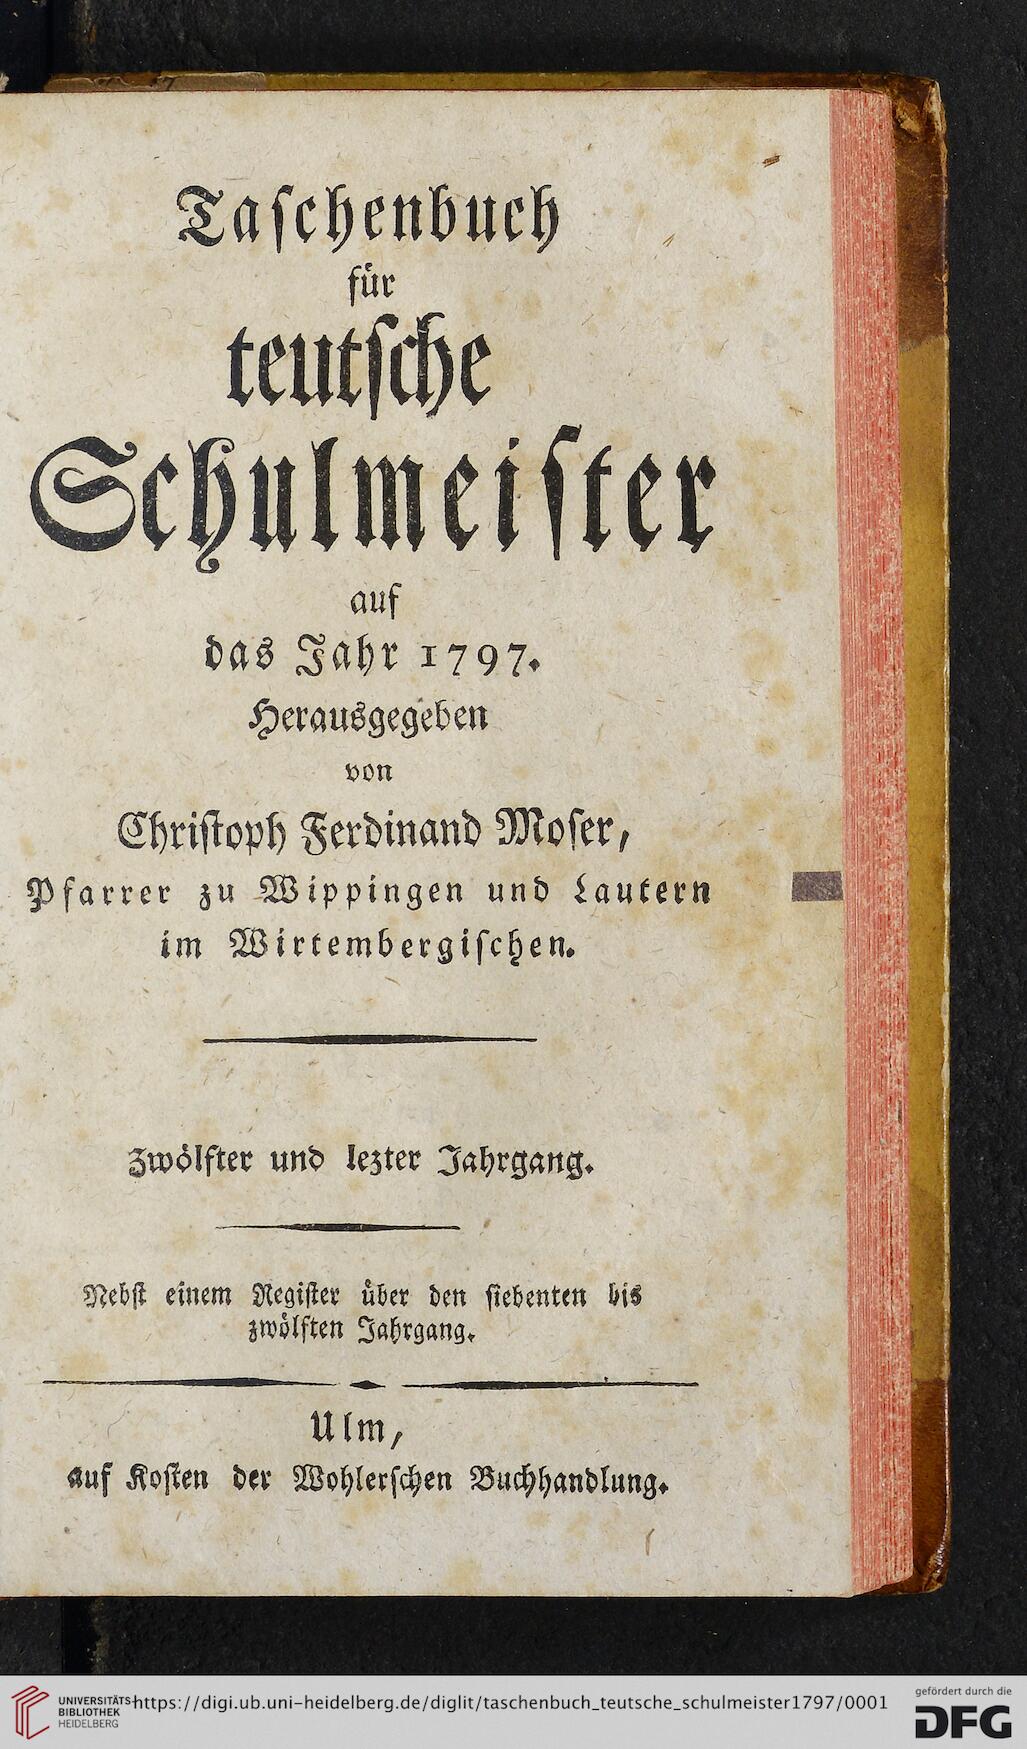 Taschenbuch
für
teutsche
Schulmeister
auf
das Jahr 1797.
Herausgegeben
von
Christoph Ferdinand Moser,
Pfarrer zu Wippingen und Lautern
im Wirtembergischen.
Zwölfter und lezter Jahrgang.
Nebst einem Register über den siebenten bis
zwölften Jahrgang.
Ulm,
auf Kosten der Wohlerschen Buchhandlung.
UNIVERSITÄTS-
BIBLIOTHEK
HEIDELBERG
https://digi.ub.uni-heidelberg.de/diglit/taschenbuch_teutsche_schulmeister1797/0001
gefördert durch die
DFG